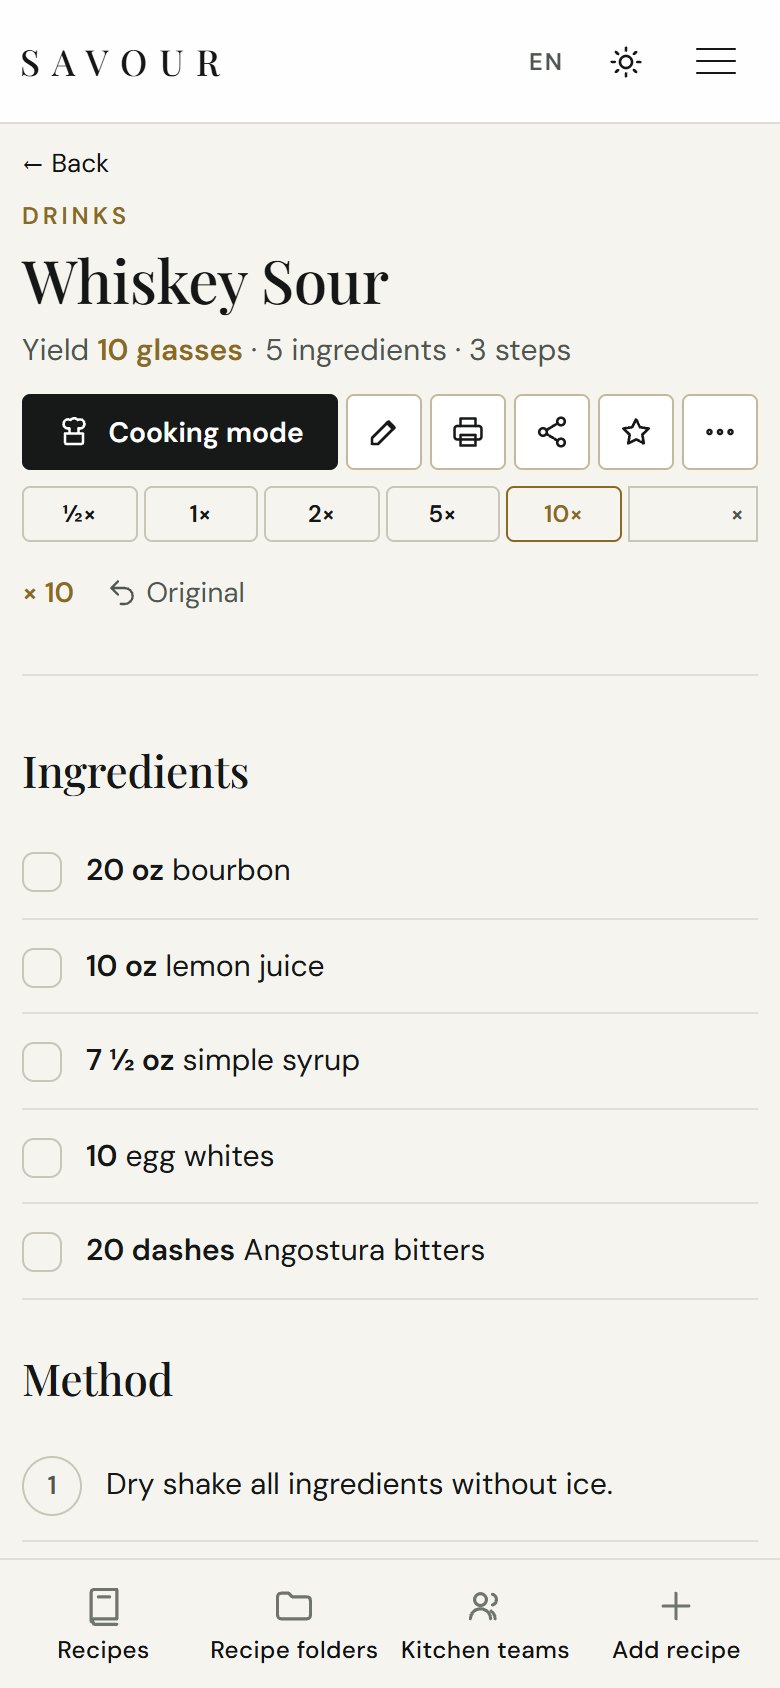 SAVOUR
EN
← Back
DRINKS
Whiskey Sour
Yield 10 glasses · 5 ingredients · 3 steps
Cooking mode
½× 1× 2× 5× 10× ×
× 10 Original
Ingredients
20 oz bourbon
10 oz lemon juice
7 ½ oz simple syrup
10 egg whites
20 dashes Angostura bitters
Method
1 Dry shake all ingredients without ice.
Recipes Recipe folders Kitchen teams Add recipe